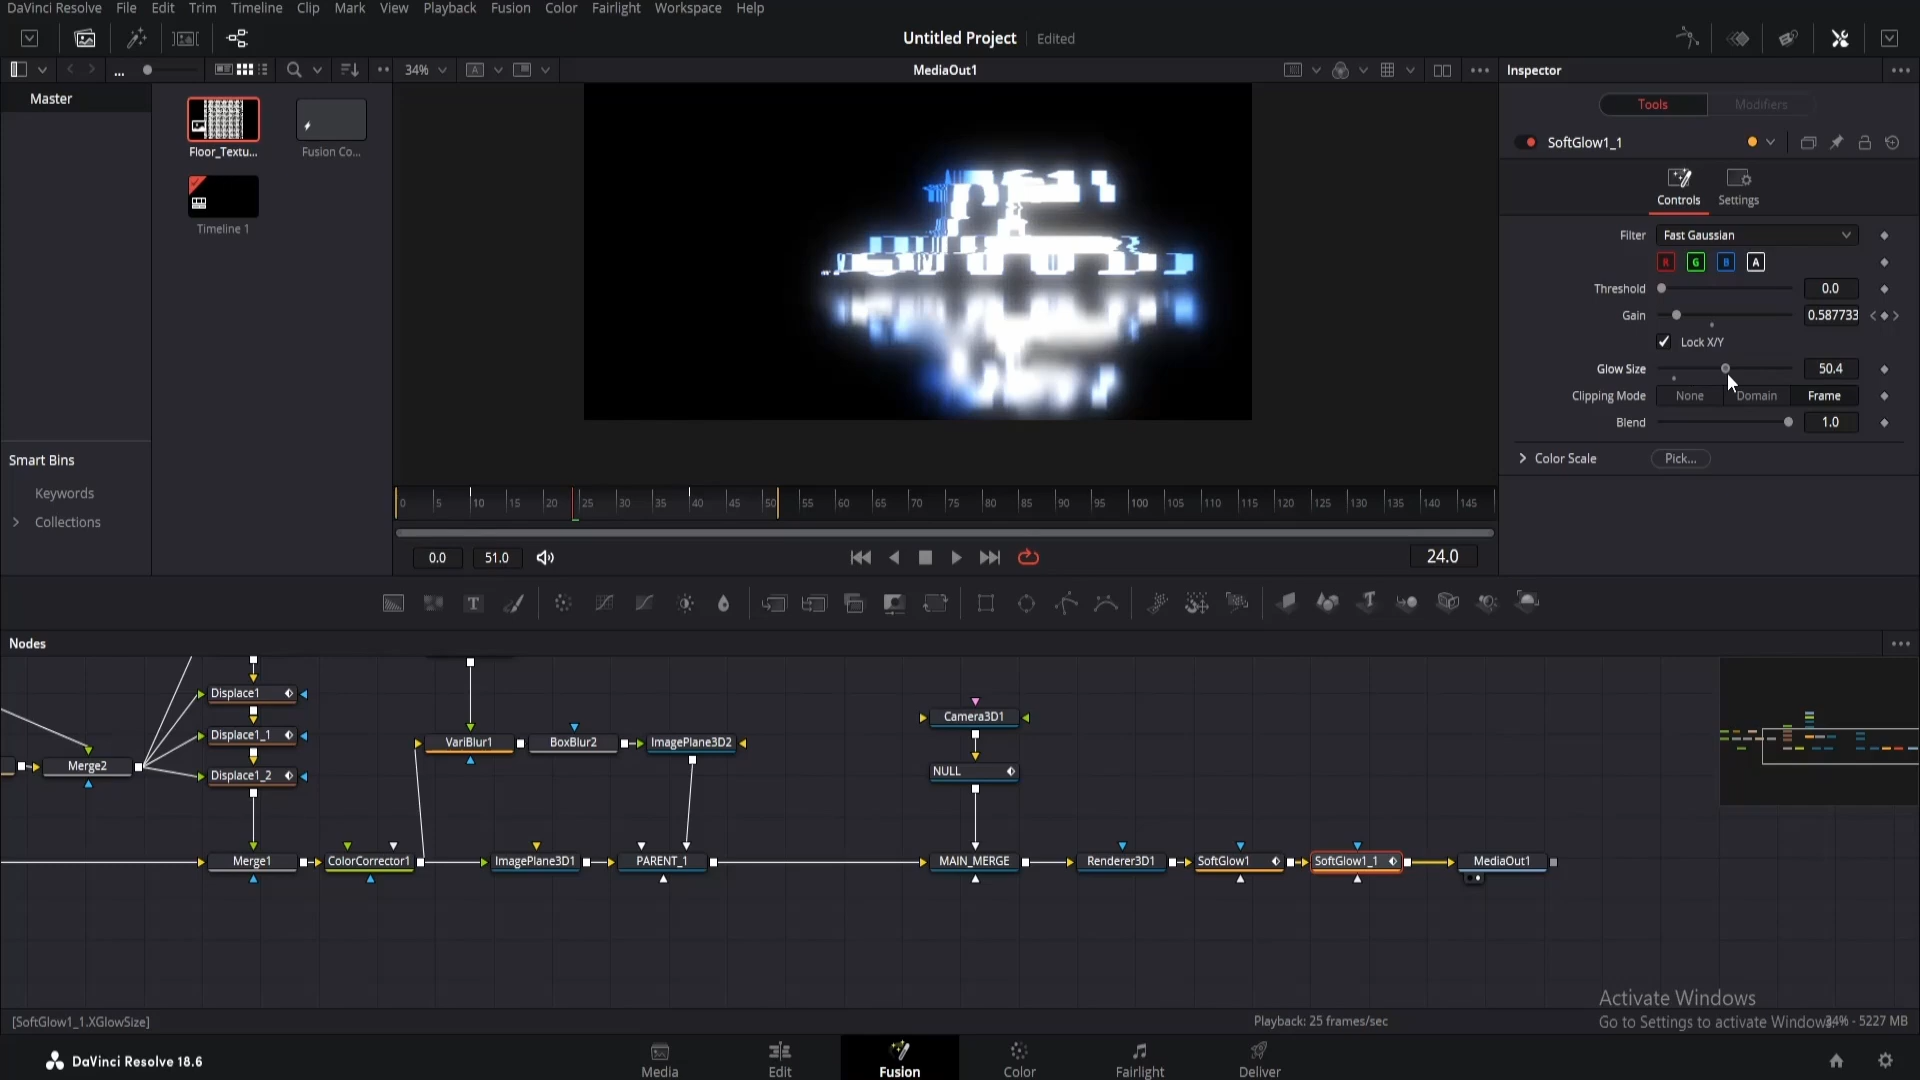 DaVinci Resolve File Edit Trim Timeline Clip Mark View Playback Fusion Color Fairlight Workspace Help
Untitled Project Edited
34% MediaOut1 Inspector
Master
Floor_Textu...
Fusion Co...
Timeline 1
Smart Bins
Keywords
Collections
Tools Modifiers
SoftGlow1_1
Controls Settings
Filter Fast Gaussian
R G B A
Threshold 0.0
Gain 0.587733
Lock X/Y
Glow Size 50.4
Clipping Mode None Domain Frame
Blend 1.0
Color Scale Pick...
0 5 10 15 20 25 30 35 40 45 50 55 60 65 70 75 80 85 90 95 100 105 110 115 120 125 130 135 140 145
0.0 51.0 24.0
Nodes
Displace1
Displace1_1
Displace1_2
Merge2
VariBlur1 BoxBlur2 ImagePlane3D2
Camera3D1
NULL
Merge1 ColorCorrector1 ImagePlane3D1 PARENT_1 MAIN_MERGE Renderer3D1 SoftGlow1 SoftGlow1_1 MediaOut1
Activate Windows
Go to Settings to activate Windows.
[SoftGlow1_1.XGlowSize] Playback: 25 frames/sec 34% - 5227 MB
DaVinci Resolve 18.6
Media Edit Fusion Color Fairlight Deliver